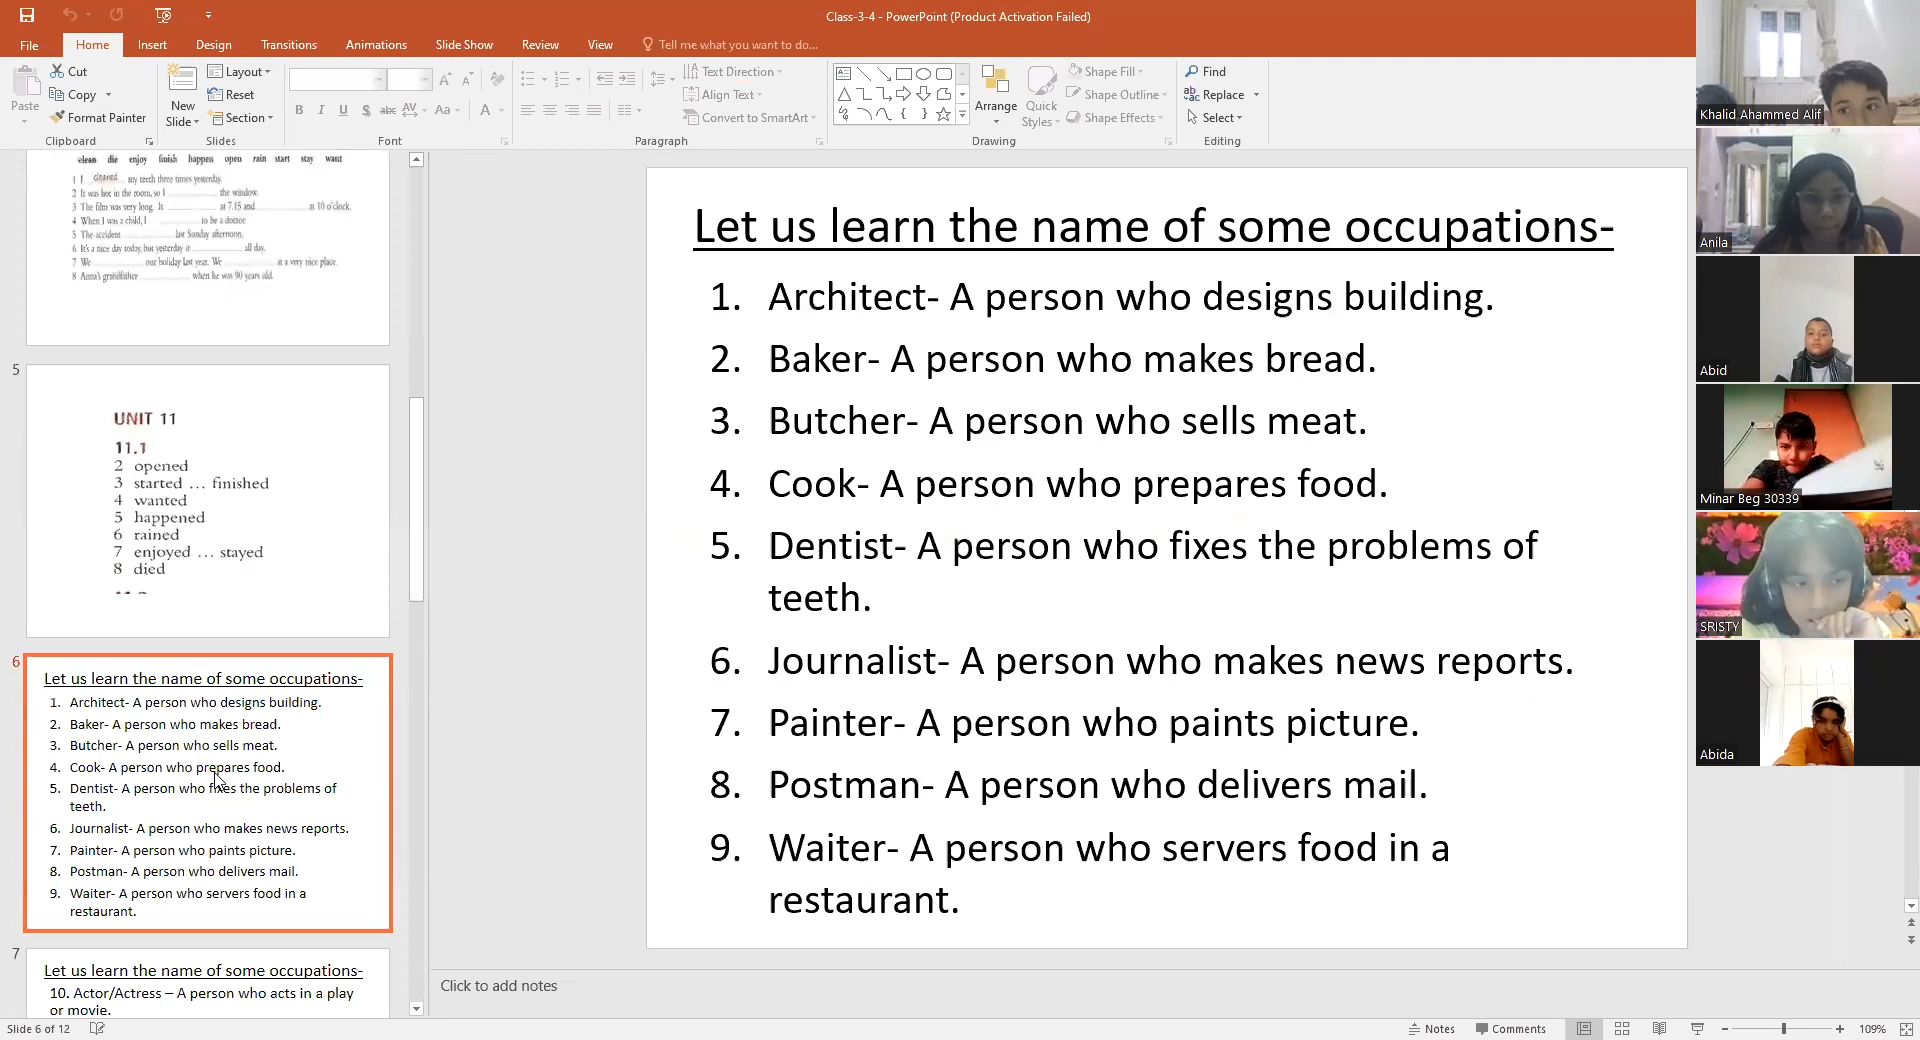 Class-3-4 - PowerPoint (Product Activation Failed)
File Home Insert Design Transitions Animations Slide Show Review View Tell me what you want to do...
Paste
Cut
Copy
Format Painter
Clipboard
New Slide
Layout
Reset
Section
Slides
B I U S abc AV Aa A
Font
Text Direction
Align Text
Convert to SmartArt
Paragraph
Arrange
Quick Styles
Shape Fill
Shape Outline
Shape Effects
Drawing
Find
Replace
Select
Editing
clean die enjoy finish happen open rain start stay want
1 I cleaned my teeth three times yesterday.
2 It was hot in the room, so I the window.
3 The film was very long. It at 7.15 and at 10 o'clock.
4 When I was a child, I to be a doctor.
5 The accident last Sunday afternoon.
6 It's a nice day today, but yesterday it all day.
7 We our holiday last year. We at a very nice place.
8 Anna's grandfather when he was 90 years old.
5
UNIT 11
11.1
2 opened
3 started ... finished
4 wanted
5 happened
6 rained
7 enjoyed ... stayed
8 died
6
Let us learn the name of some occupations-
1. Architect- A person who designs building.
2. Baker- A person who makes bread.
3. Butcher- A person who sells meat.
4. Cook- A person who prepares food.
5. Dentist- A person who fixes the problems of
teeth.
6. Journalist- A person who makes news reports.
7. Painter- A person who paints picture.
8. Postman- A person who delivers mail.
9. Waiter- A person who servers food in a
restaurant.
7
Let us learn the name of some occupations-
10. Actor/Actress – A person who acts in a play
or movie.
Let us learn the name of some occupations-
1. Architect- A person who designs building.
2. Baker- A person who makes bread.
3. Butcher- A person who sells meat.
4. Cook- A person who prepares food.
5. Dentist- A person who fixes the problems of
teeth.
6. Journalist- A person who makes news reports.
7. Painter- A person who paints picture.
8. Postman- A person who delivers mail.
9. Waiter- A person who servers food in a
restaurant.
Click to add notes
Slide 6 of 12
Notes Comments 109%
Khalid Ahammed Alif
Anila
Abid
Minar Beg 30339
SRISTY
Abida